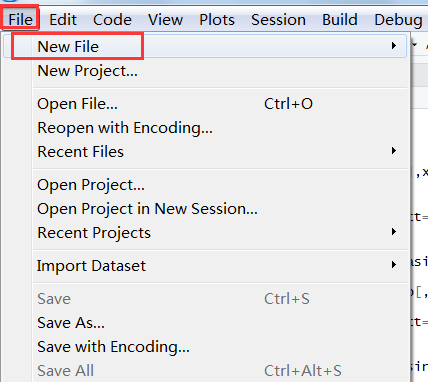 File Edit Code View Plots Session Build Debug
New File
New Project...
Open File... Ctrl+O
Reopen with Encoding...
Recent Files
Open Project...
Open Project in New Session...
Recent Projects
Import Dataset
Save Ctrl+S
Save As...
Save with Encoding...
Save All Ctrl+Alt+S